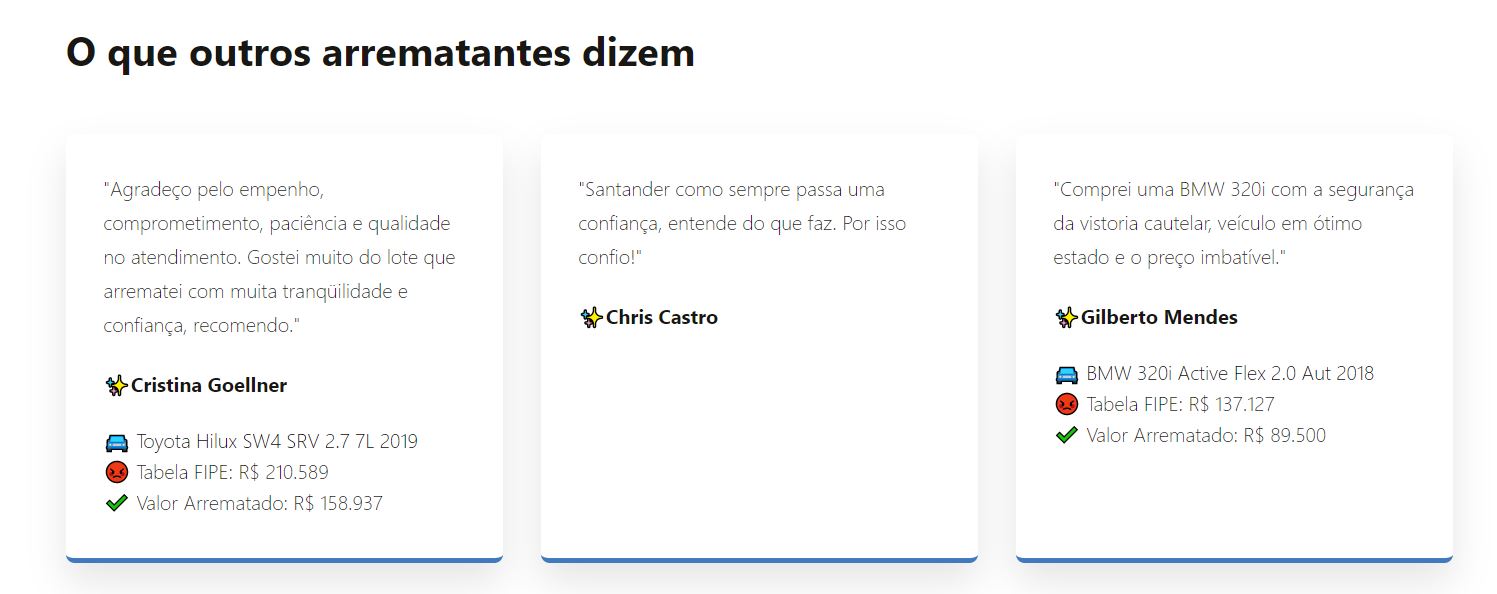 O que outros arrematantes dizem
"Agradeço pelo empenho,
comprometimento, paciência e qualidade
no atendimento. Gostei muito do lote que
arrematei com muita tranqüilidade e
confiança, recomendo."
✨Cristina Goellner
🚘 Toyota Hilux SW4 SRV 2.7 7L 2019
😡 Tabela FIPE: R$ 210.589
✔ Valor Arrematado: R$ 158.937
"Santander como sempre passa uma
confiança, entende do que faz. Por isso
confio!"
✨Chris Castro
"Comprei uma BMW 320i com a segurança
da vistoria cautelar, veículo em ótimo
estado e o preço imbatível."
✨Gilberto Mendes
🚘 BMW 320i Active Flex 2.0 Aut 2018
😡 Tabela FIPE: R$ 137.127
✔ Valor Arrematado: R$ 89.500